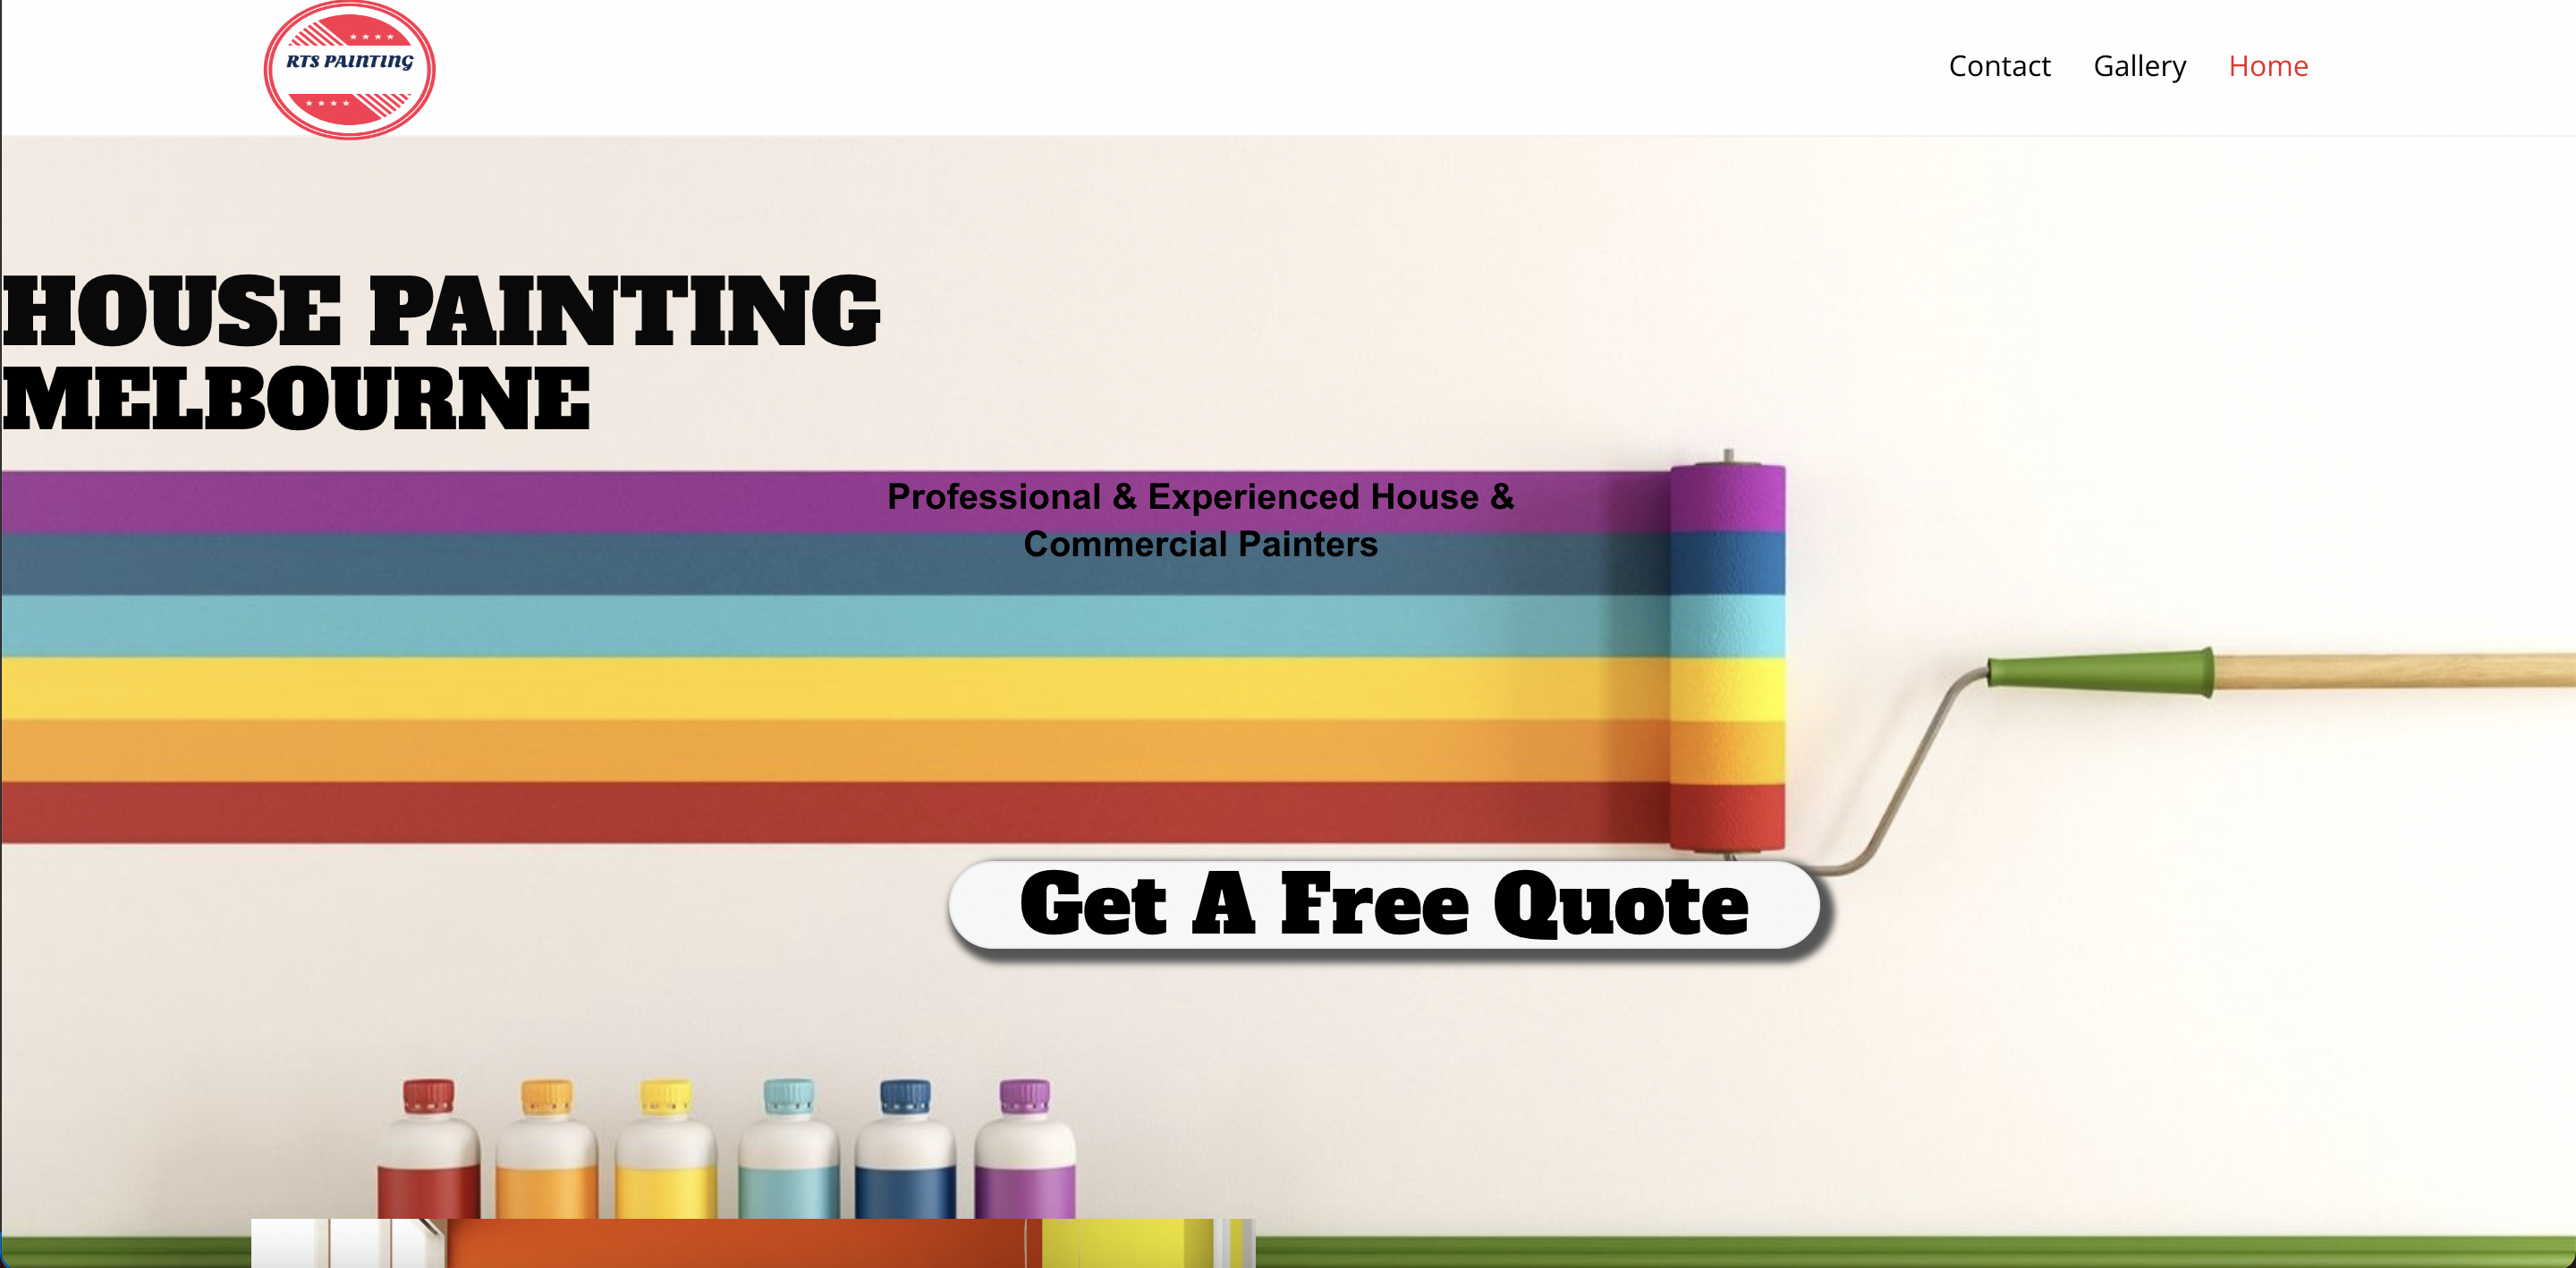 RTS PAINTING
Contact Gallery Home
HOUSE PAINTING
MELBOURNE
Professional & Experienced House &
Commercial Painters
Get A Free Quote